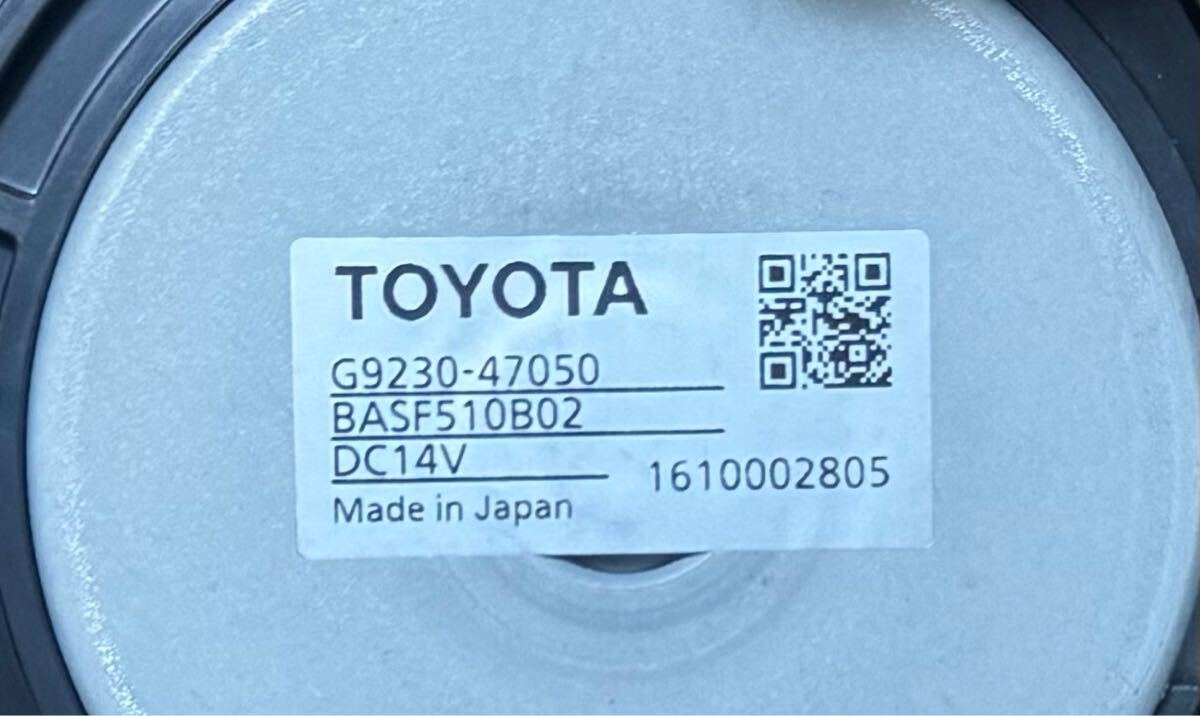 TOYOTA
G9230-47050
BASF510B02
DC14V
1610002805
Made in Japan